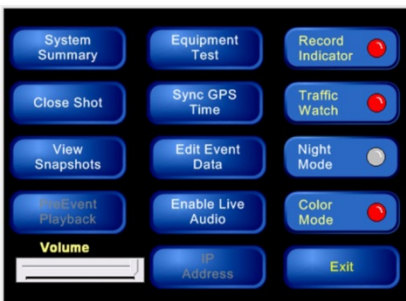 System
Summary
Equipment
Test
Record
Indicator
Close Shot
Sync GPS
Time
Traffic
Watch
View
Snapshots
Edit Event
Data
Night
Mode
PreEvent
Playback
Enable Live
Audio
Color
Mode
Volume
IP
Address
Exit